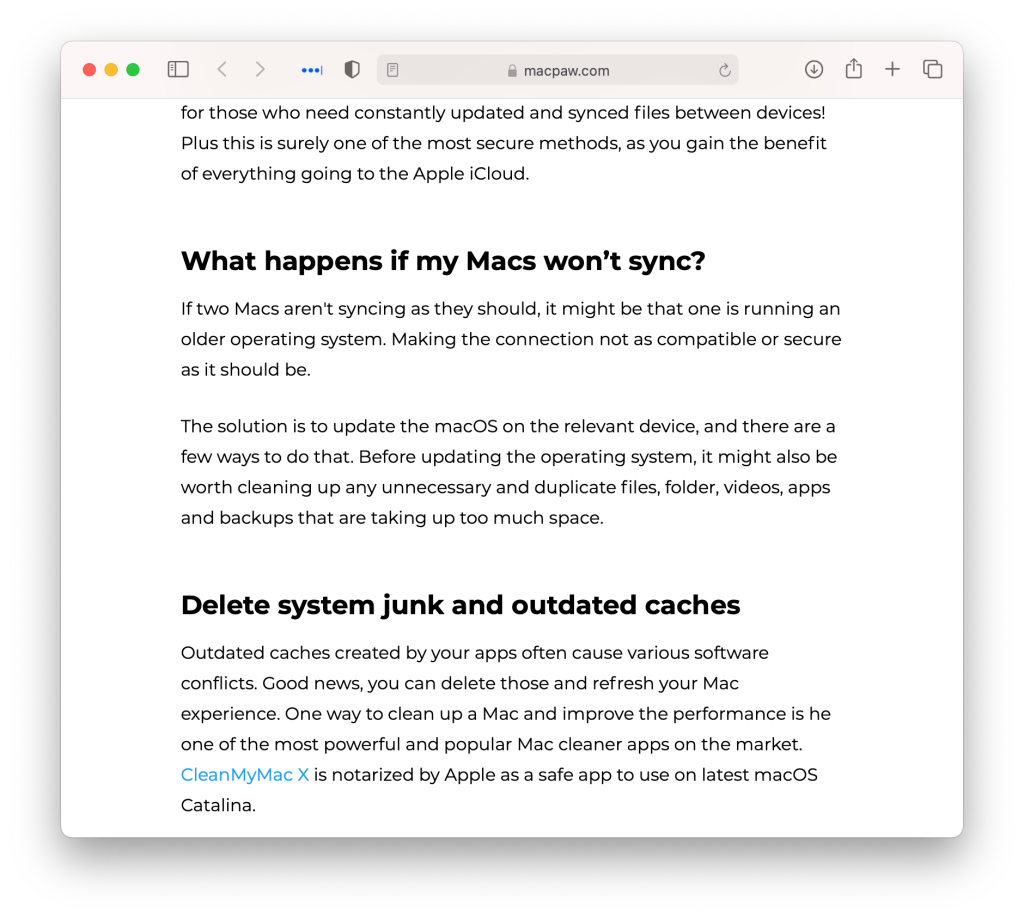 macpaw.com
for those who need constantly updated and synced files between devices!
Plus this is surely one of the most secure methods, as you gain the benefit
of everything going to the Apple iCloud.
What happens if my Macs won’t sync?
If two Macs aren't syncing as they should, it might be that one is running an
older operating system. Making the connection not as compatible or secure
as it should be.
The solution is to update the macOS on the relevant device, and there are a
few ways to do that. Before updating the operating system, it might also be
worth cleaning up any unnecessary and duplicate files, folder, videos, apps
and backups that are taking up too much space.
Delete system junk and outdated caches
Outdated caches created by your apps often cause various software
conflicts. Good news, you can delete those and refresh your Mac
experience. One way to clean up a Mac and improve the performance is he
one of the most powerful and popular Mac cleaner apps on the market.
CleanMyMac X is notarized by Apple as a safe app to use on latest macOS
Catalina.